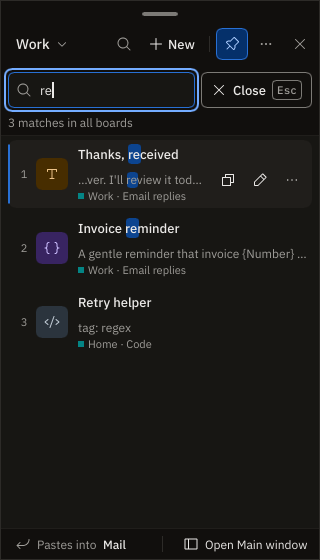 Work
New
re
Close Esc
3 matches in all boards
1
T
Thanks, received
...ver. I'll review it tod...
Work · Email replies
2
{}
Invoice reminder
A gentle reminder that invoice {Number} ...
Work · Email replies
3
</>
Retry helper
tag: regex
Home · Code
Pastes into Mail
Open Main window